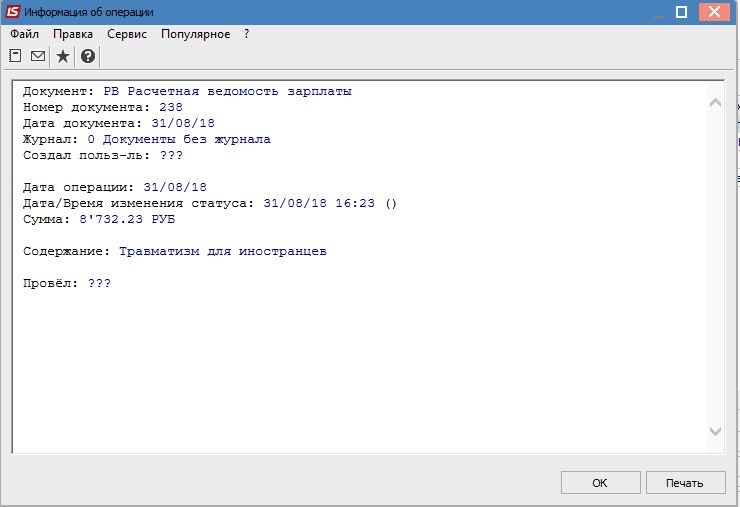 IS Информация об операции
Файл Правка Сервис Популярное ?
Документ: РВ Расчетная ведомость зарплаты
Номер документа: 238
Дата документа: 31/08/18
Журнал: 0 Документы без журнала
Создал польз-ль: ???
Дата операции: 31/08/18
Дата/Время изменения статуса: 31/08/18 16:23 ()
Сумма: 8'732.23 РУБ
Содержание: Травматизм для иностранцев
Провёл: ???
ОК Печать